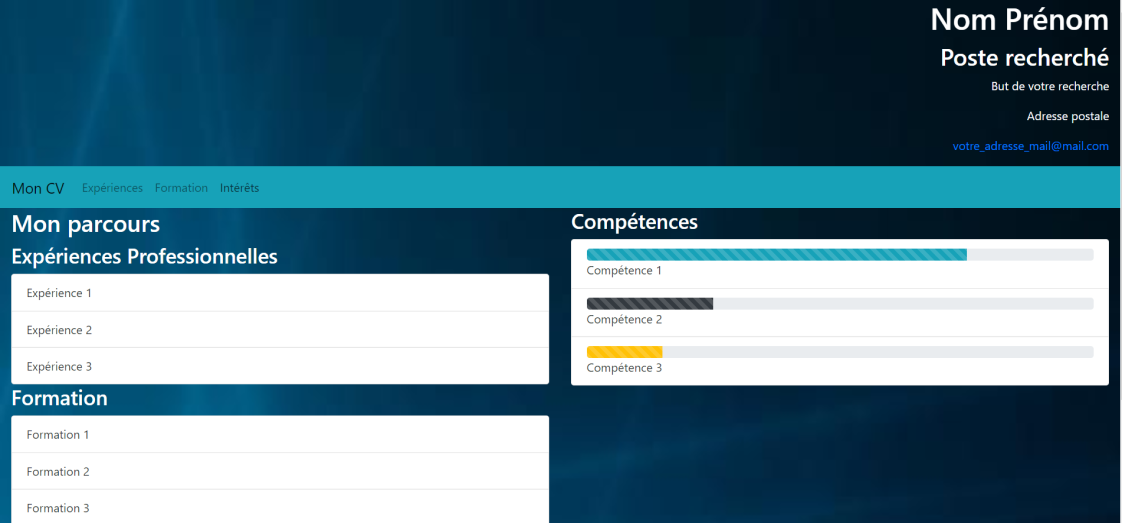 Nom Prénom
Poste recherché
But de votre recherche
Adresse postale
votre_adresse_mail@mail.com
Mon CV Expériences Formation Intérêts
Mon parcours
Expériences Professionnelles
Expérience 1
Expérience 2
Expérience 3
Formation
Formation 1
Formation 2
Formation 3
Compétences
Compétence 1
Compétence 2
Compétence 3